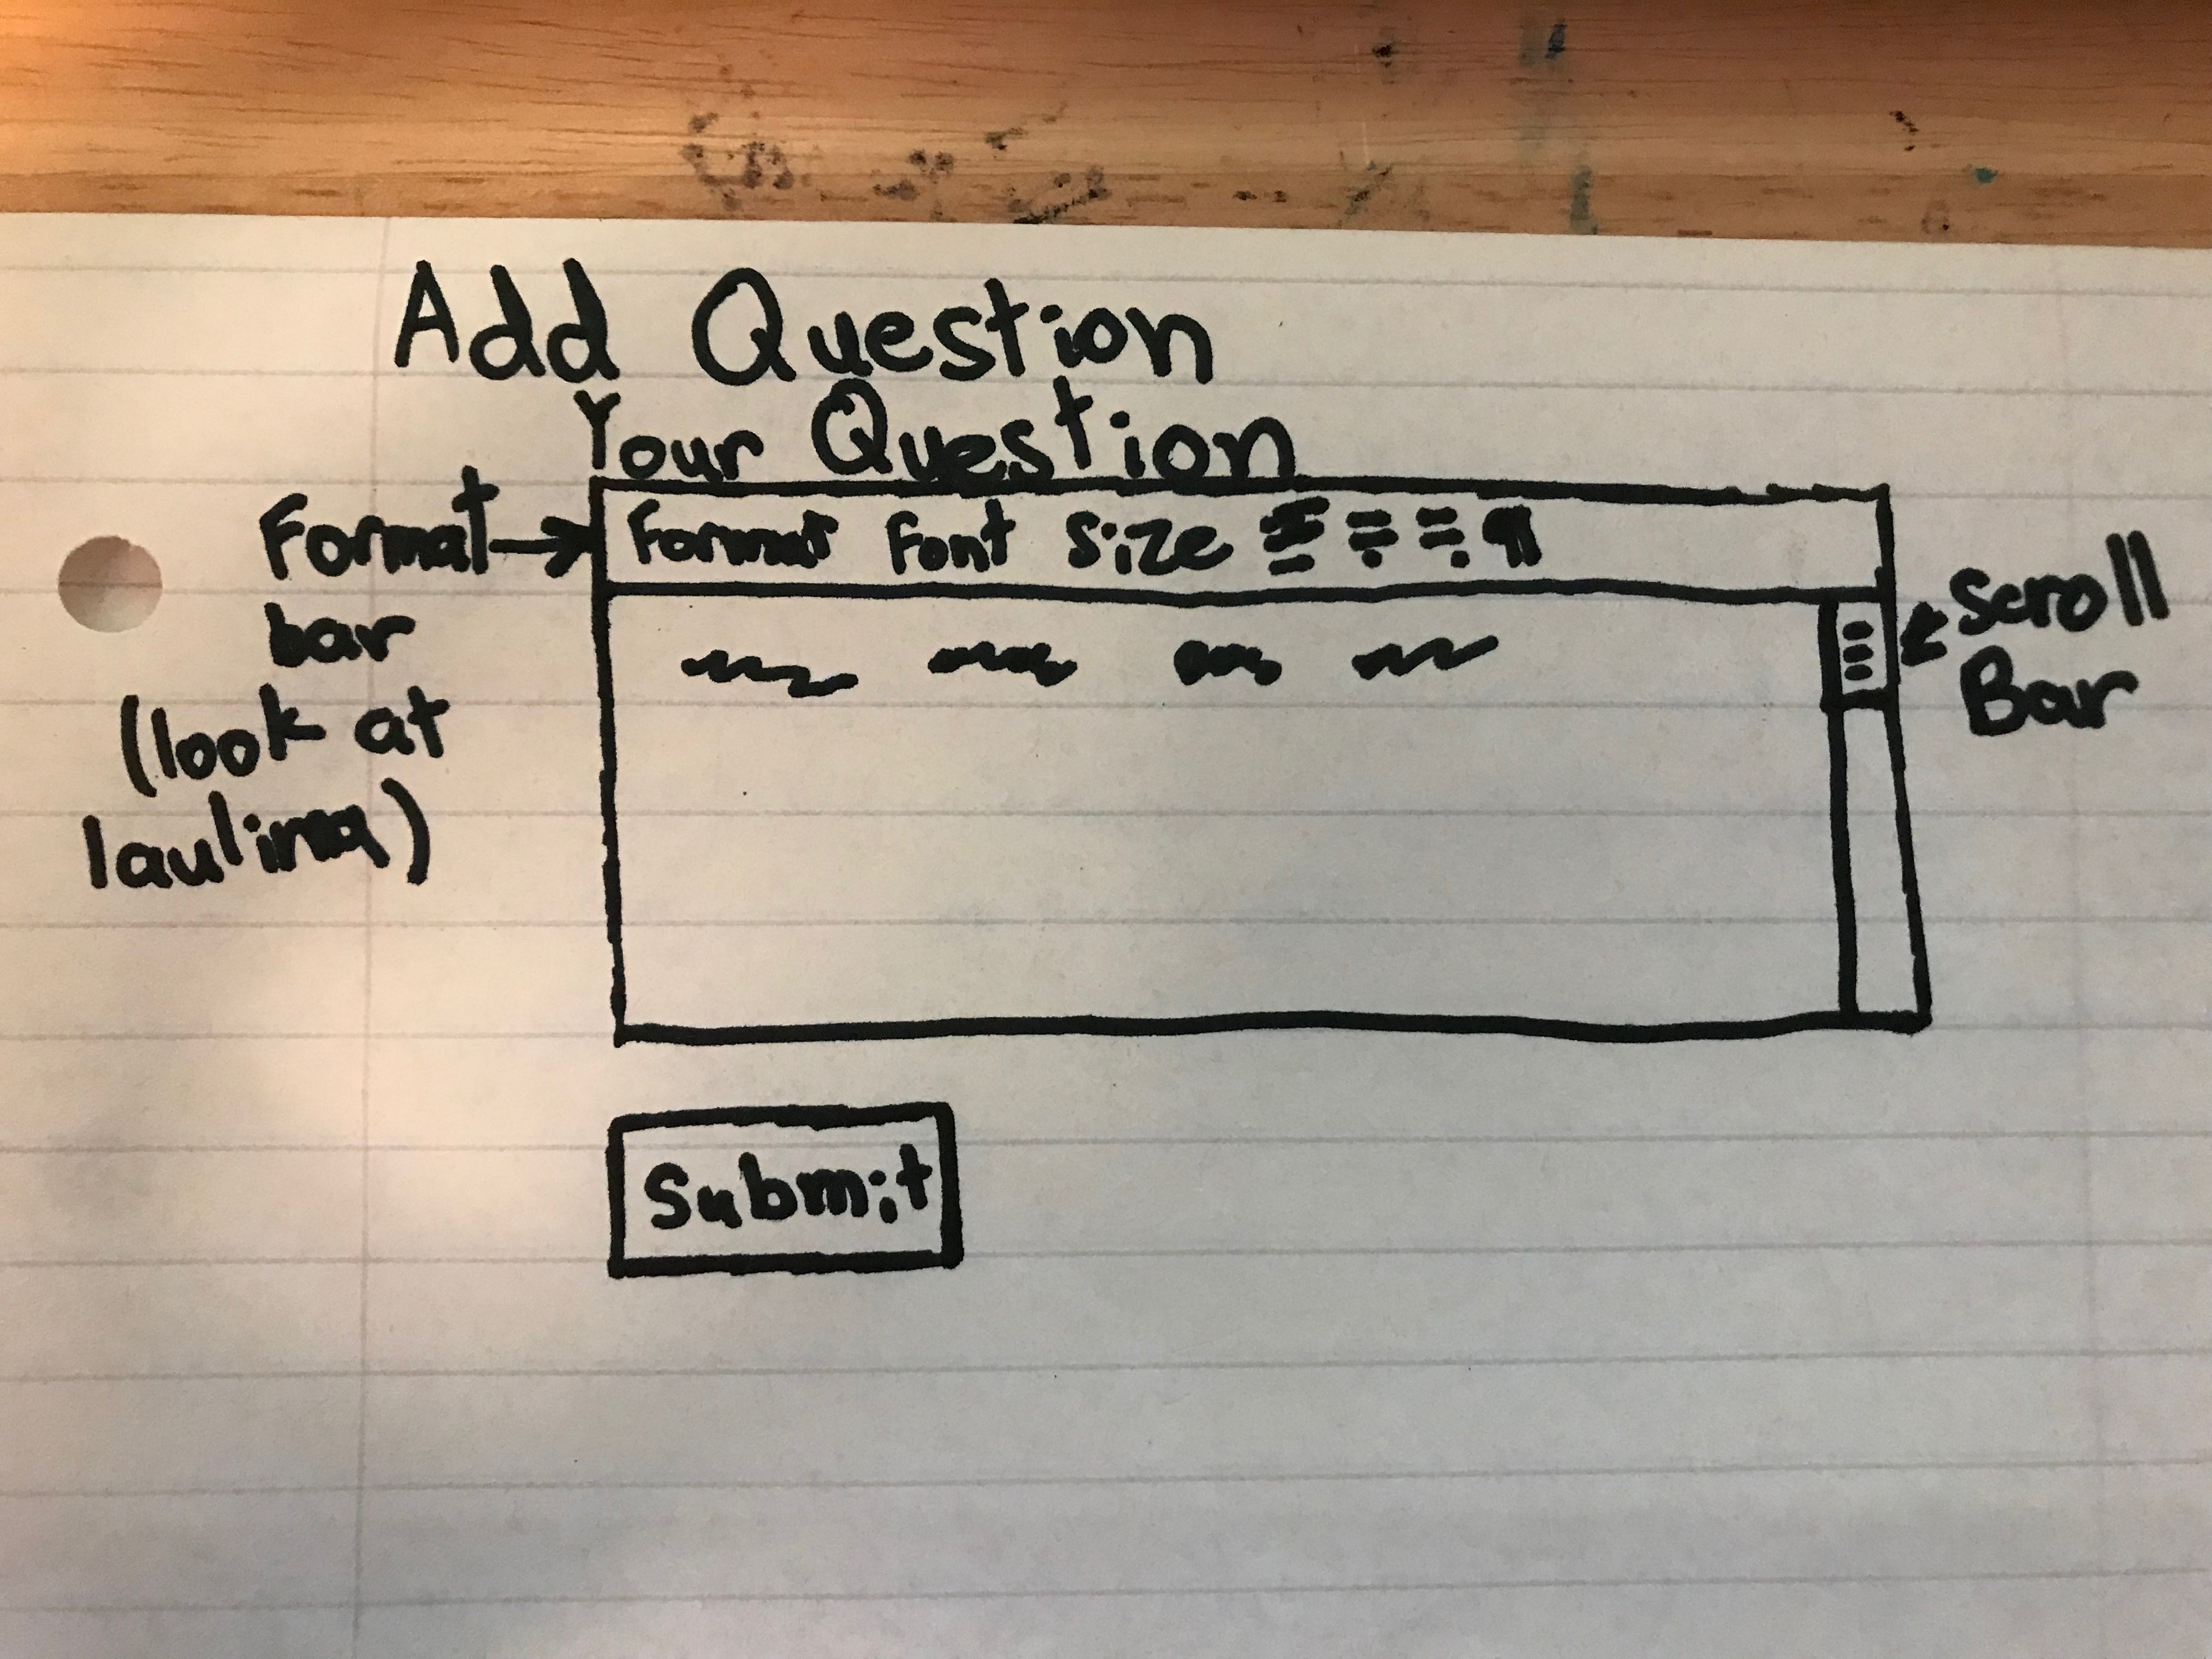 Add Question
Your Question
Format
bar
(look at
laulima)
Format Font Size ¶
Scroll
Bar
Submit